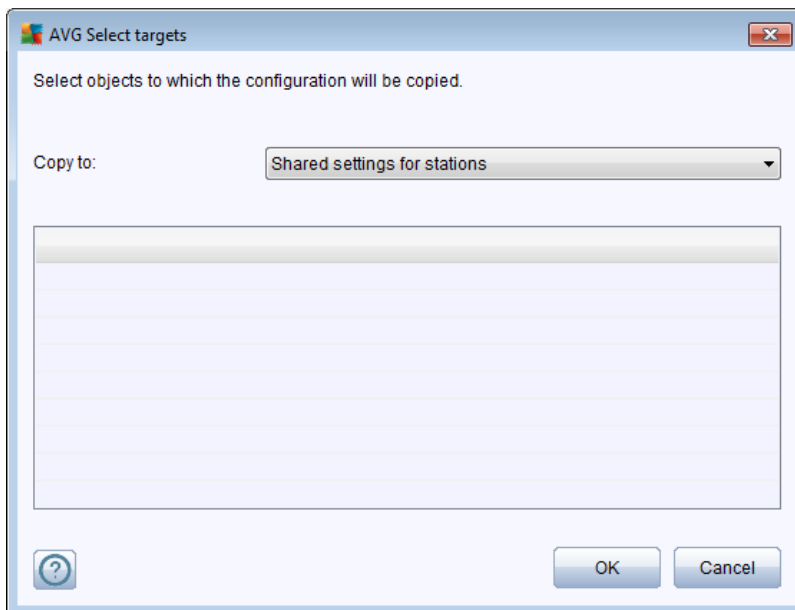 AVG Select targets
Select objects to which the configuration will be copied.
Copy to: Shared settings for stations
?
OK Cancel